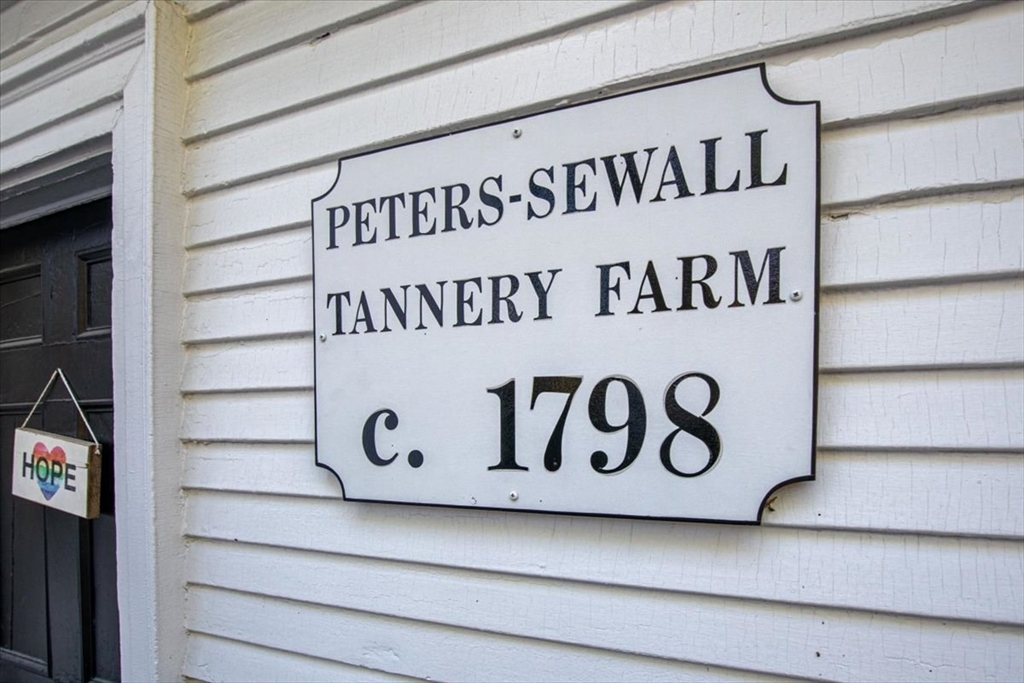 PETERS-SEWALL
TANNERY FARM
c. 1798
HOPE